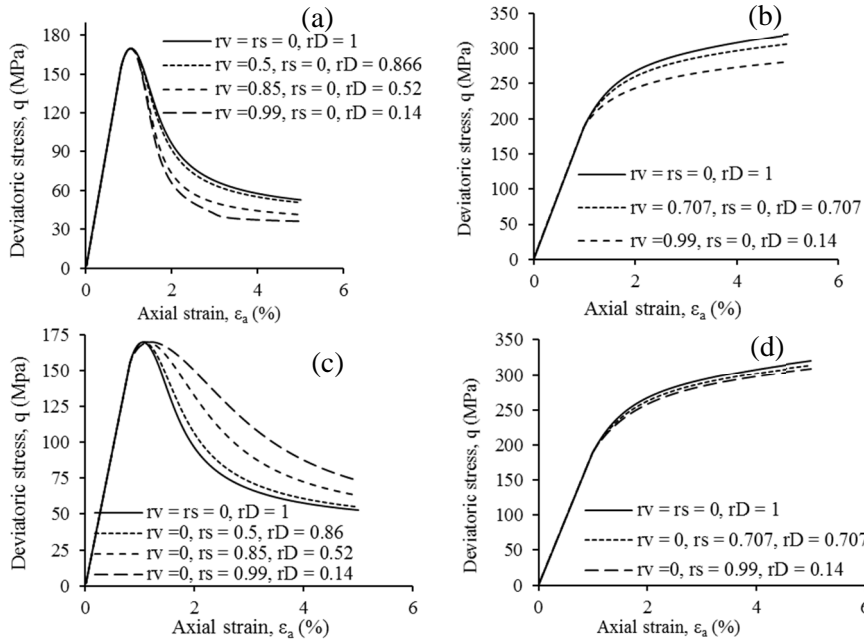 (a)
Deviatoric stress, q (MPa)
180
150
120
90
60
30
0
rv = rs = 0, rD = 1
rv =0.5, rs = 0, rD = 0.866
rv =0.85, rs = 0, rD = 0.52
rv =0.99, rs = 0, rD = 0.14
0 2 4 6
Axial strain, εa (%)
(b)
Deviatoric stress, q (MPa)
350
300
250
200
150
100
50
0
rv = rs = 0, rD = 1
rv = 0.707, rs = 0, rD = 0.707
rv =0.99, rs = 0, rD = 0.14
0 2 4 6
Axial strain, εa (%)
(c)
Deviatoric stress, q (Mpa)
175
150
125
100
75
50
25
0
rv = rs = 0, rD = 1
rv =0, rs = 0.5, rD = 0.86
rv =0, rs = 0.85, rD = 0.52
rv =0, rs = 0.99, rD = 0.14
0 2 4 6
Axial strain, εa (%)
(d)
Deviatoric stress, q (MPa)
350
300
250
200
150
100
50
0
rv = rs = 0, rD = 1
rv = 0, rs = 0.707, rD = 0.707
rv =0, rs = 0.99, rD = 0.14
0 2 4 6
Axial strain, εa (%)